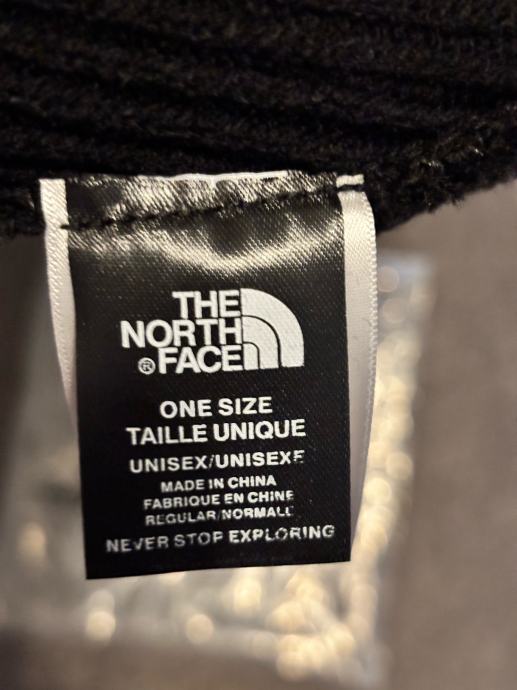 THE
NORTH
® FACE
ONE SIZE
TAILLE UNIQUE
UNISEX/UNISEXE
MADE IN CHINA
FABRIQUE EN CHINE
REGULAR/NORMALE
NEVER STOP EXPLORING